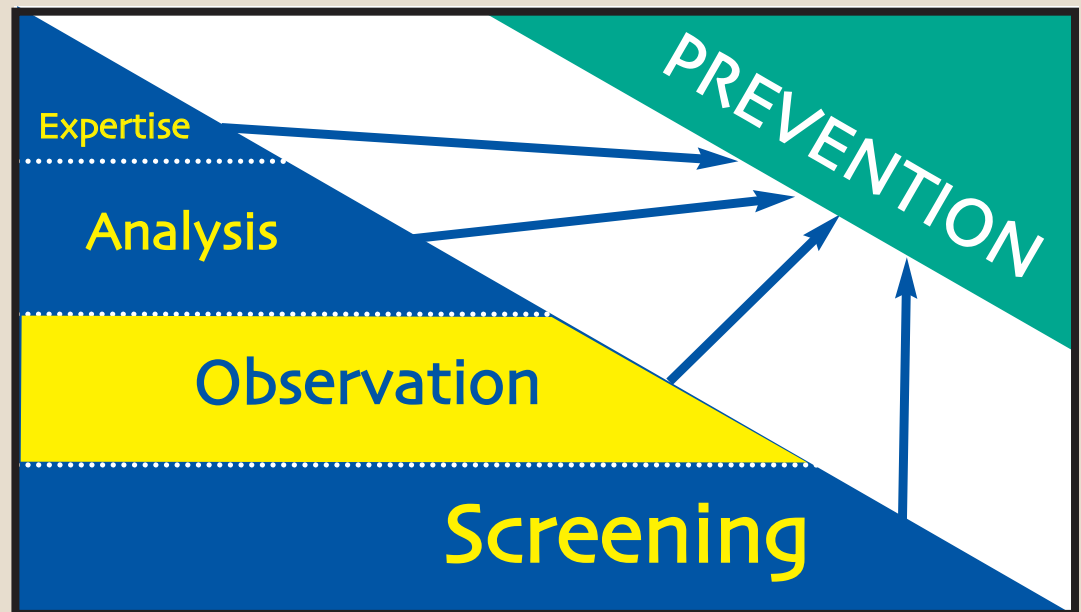 PREVENTION
Expertise
Analysis
Observation
Screening